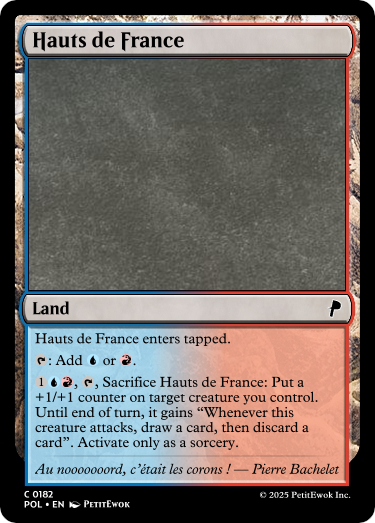 Hauts de France
Land
Hauts de France enters tapped.
: Add or .
1 , , Sacrifice Hauts de France: Put a
+1/+1 counter on target creature you control.
Until end of turn, it gains “Whenever this
creature attacks, draw a card, then discard a
card”. Activate only as a sorcery.
Au nooooooord, c'était les corons ! — Pierre Bachelet
C 0182
POL • EN PetitEwok
© 2025 PetitEwok Inc.